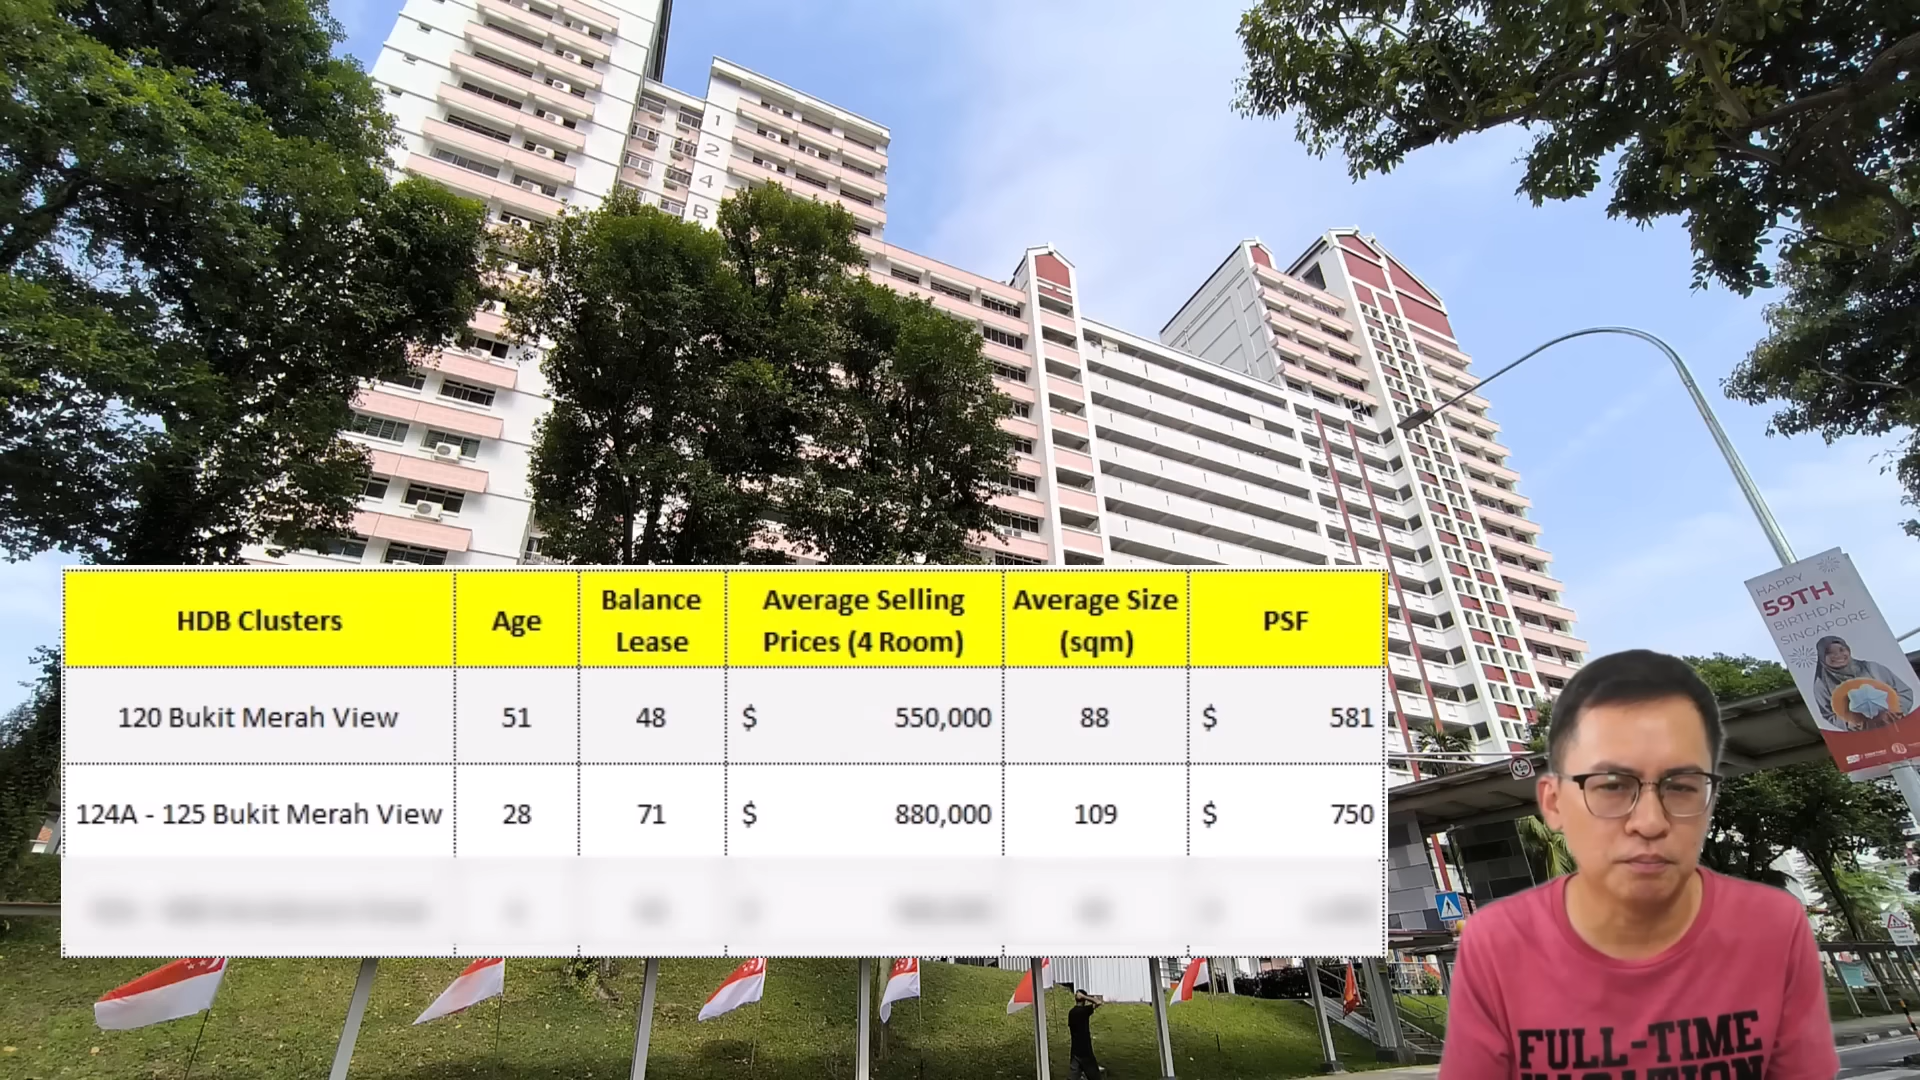 124B
HAPPY
59TH
BIRTHDAY
SINGAPORE
HDB Clusters
Age
Balance
Lease
Average Selling
Prices (4 Room)
Average Size
(sqm)
PSF
120 Bukit Merah View 51 48 $ 550,000 88 $ 581
124A - 125 Bukit Merah View 28 71 $ 880,000 109 $ 750
FULL-TIME
VACATION